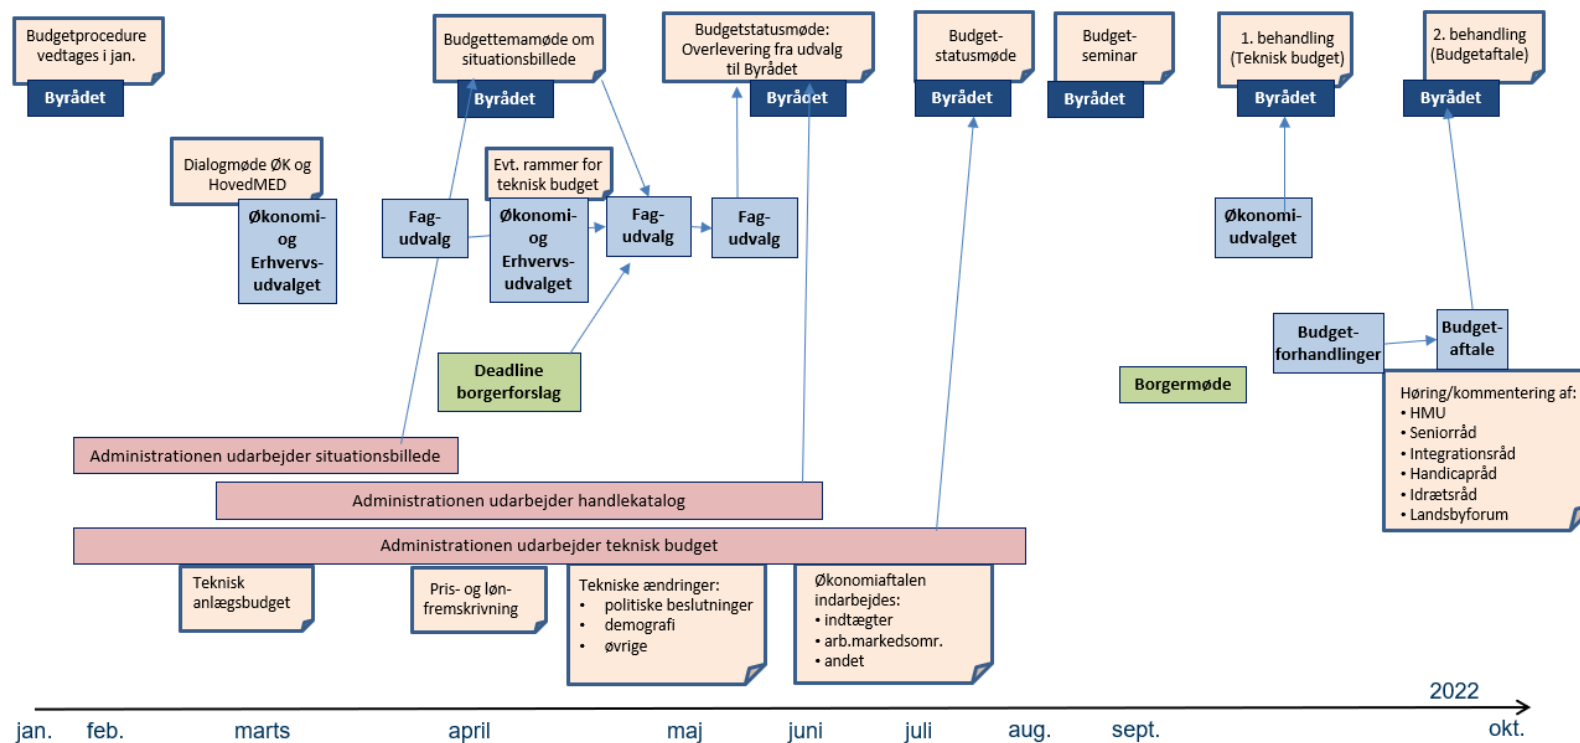 Budgetprocedure
vedtages i jan.
Byrådet
Budgettemamøde om
situationsbillede
Byrådet
Budgetstatusmøde:
Overlevering fra udvalg
til Byrådet
Byrådet
Budget-
statusmøde
Byrådet
Budget-
seminar
Byrådet
1. behandling
(Teknisk budget)
Byrådet
2. behandling
(Budgetaftale)
Byrådet
Dialogmøde ØK og
HovedMED
Økonomi-
og
Erhvervs-
udvalget
Fag-
udvalg
Evt. rammer for
teknisk budget
Økonomi-
og
Erhvervs-
udvalget
Fag-
udvalg
Fag-
udvalg
Økonomi-
udvalget
Budget-
forhandlinger
Budget-
aftale
Deadline
borgerforslag
Borgermøde
Høring/kommentering af:
• HMU
• Seniorråd
• Integrationsråd
• Handicapråd
• Idrætsråd
• Landsbyforum
Administrationen udarbejder situationsbillede
Administrationen udarbejder handlekatalog
Administrationen udarbejder teknisk budget
Teknisk
anlægsbudget
Pris- og løn-
fremskrivning
Tekniske ændringer:
• politiske beslutninger
• demografi
• øvrige
Økonomiaftalen
indarbejdes:
• indtægter
• arb.markedsomr.
• andet
2022
jan. feb. marts april maj juni juli aug. sept. okt.